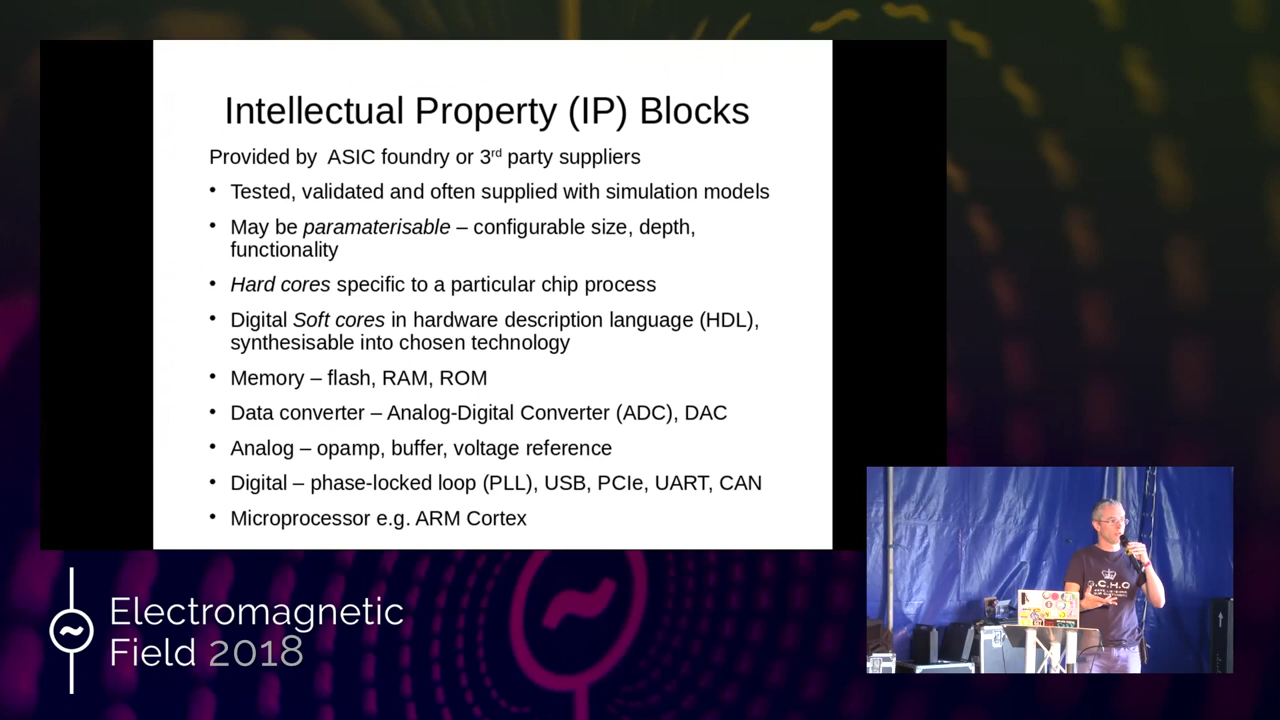 Intellectual Property (IP) Blocks
Provided by ASIC foundry or 3rd party suppliers
• Tested, validated and often supplied with simulation models
• May be paramaterisable – configurable size, depth,
functionality
• Hard cores specific to a particular chip process
• Digital Soft cores in hardware description language (HDL),
synthesisable into chosen technology
• Memory – flash, RAM, ROM
• Data converter – Analog-Digital Converter (ADC), DAC
• Analog – opamp, buffer, voltage reference
• Digital – phase-locked loop (PLL), USB, PCIe, UART, CAN
• Microprocessor e.g. ARM Cortex
G.C.H.Q
Electromagnetic
Field 2018